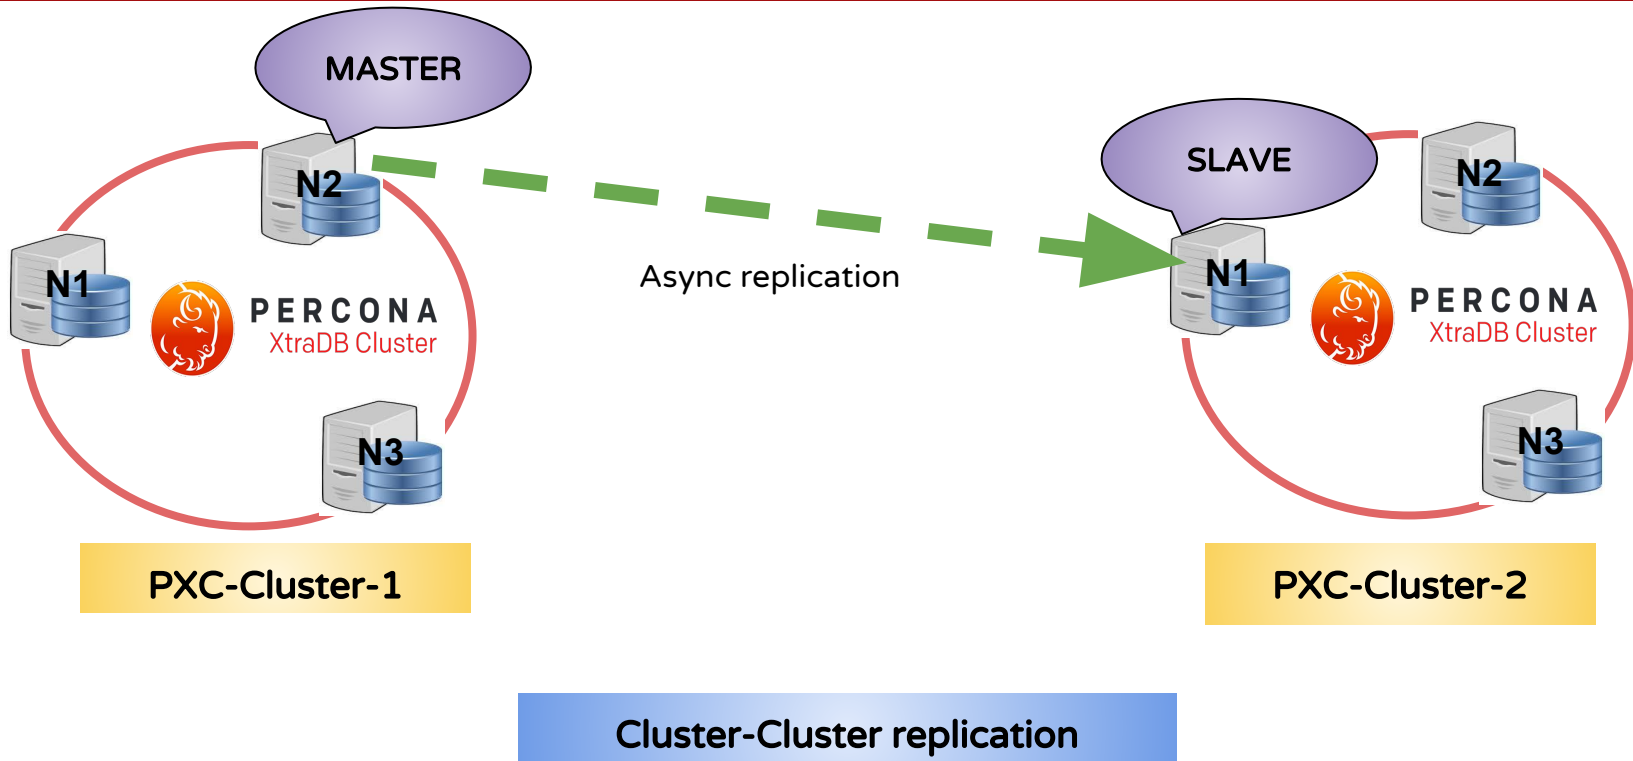 MASTER
SLAVE
N2
N2
N1
N1
Async replication
PERCONA
XtraDB Cluster
PERCONA
XtraDB Cluster
N3
N3
PXC-Cluster-1
PXC-Cluster-2
Cluster-Cluster replication